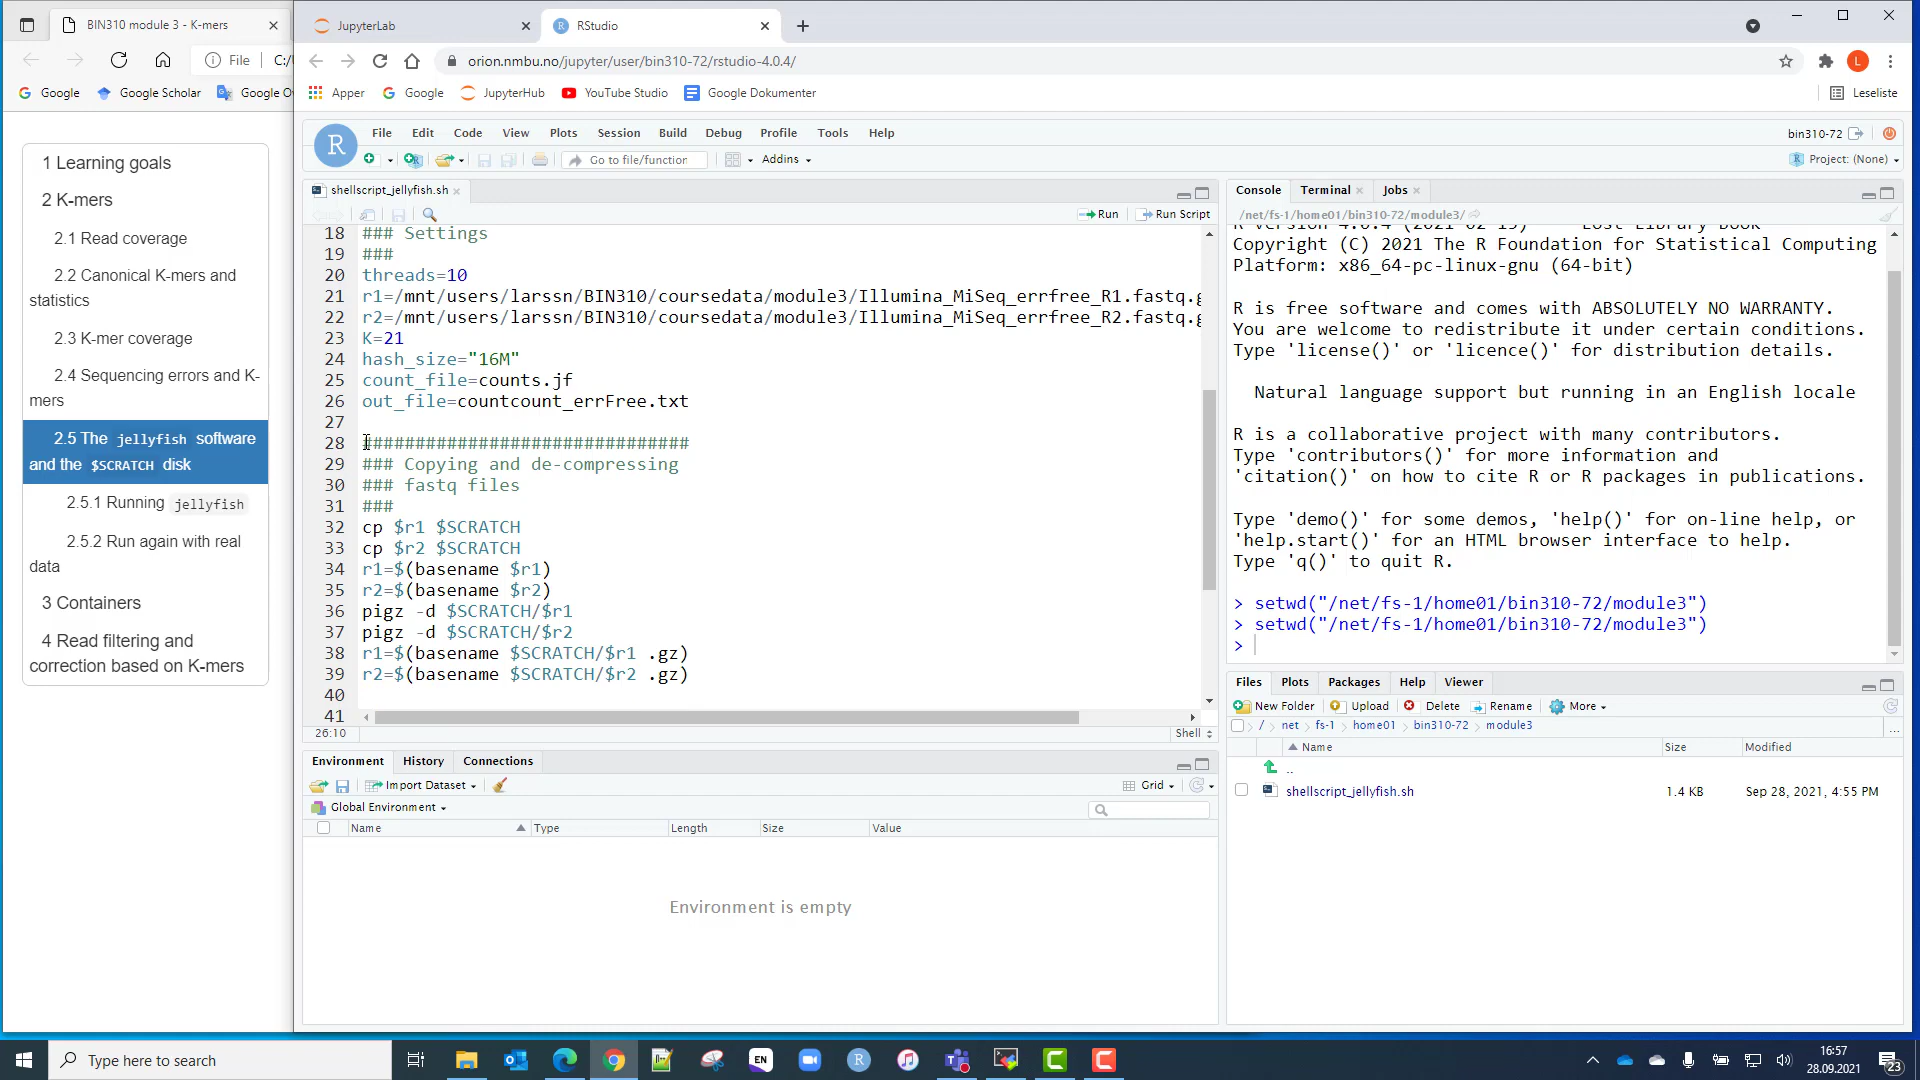 BIN310 module 3 - K-mers
JupyterLab
RStudio
File
C:/
orion.nmbu.no/jupyter/user/bin310-72/rstudio-4.0.4/
L
Google
Google Scholar
Google O
Apper
Google
JupyterHub
YouTube Studio
Google Dokumenter
Leseliste
1 Learning goals
2 K-mers
2.1 Read coverage
2.2 Canonical K-mers and
statistics
2.3 K-mer coverage
2.4 Sequencing errors and K-
mers
2.5 The jellyfish software
and the $SCRATCH disk
2.5.1 Running jellyfish
2.5.2 Run again with real
data
3 Containers
4 Read filtering and
correction based on K-mers
R
File Edit Code View Plots Session Build Debug Profile Tools Help
bin310-72
Go to file/function
Addins
Project: (None)
shellscript_jellyfish.sh
Run
Run Script
18 ### Settings
19 ###
20 threads=10
21 r1=/mnt/users/larssn/BIN310/coursedata/module3/Illumina_MiSeq_errfree_R1.fastq.g
22 r2=/mnt/users/larssn/BIN310/coursedata/module3/Illumina_MiSeq_errfree_R2.fastq.g
23 K=21
24 hash_size="16M"
25 count_file=counts.jf
26 out_file=countcount_errFree.txt
27
28 ###############################
29 ### Copying and de-compressing
30 ### fastq files
31 ###
32 cp $r1 $SCRATCH
33 cp $r2 $SCRATCH
34 r1=$(basename $r1)
35 r2=$(basename $r2)
36 pigz -d $SCRATCH/$r1
37 pigz -d $SCRATCH/$r2
38 r1=$(basename $SCRATCH/$r1 .gz)
39 r2=$(basename $SCRATCH/$r2 .gz)
40
41
26:10
Shell
Environment History Connections
Import Dataset
Grid
Global Environment
Name Type Length Size Value
Environment is empty
Console Terminal Jobs
/net/fs-1/home01/bin310-72/module3/
Copyright (C) 2021 The R Foundation for Statistical Computing
Platform: x86_64-pc-linux-gnu (64-bit)
R is free software and comes with ABSOLUTELY NO WARRANTY.
You are welcome to redistribute it under certain conditions.
Type 'license()' or 'licence()' for distribution details.
Natural language support but running in an English locale
R is a collaborative project with many contributors.
Type 'contributors()' for more information and
'citation()' on how to cite R or R packages in publications.
Type 'demo()' for some demos, 'help()' for on-line help, or
'help.start()' for an HTML browser interface to help.
Type 'q()' to quit R.
> setwd("/net/fs-1/home01/bin310-72/module3")
> setwd("/net/fs-1/home01/bin310-72/module3")
>
Files Plots Packages Help Viewer
New Folder Upload Delete Rename More
/ net fs-1 home01 bin310-72 module3 ...
Name Size Modified
..
shellscript_jellyfish.sh 1.4 KB Sep 28, 2021, 4:55 PM
Type here to search
EN
16:57
28.09.2021
23